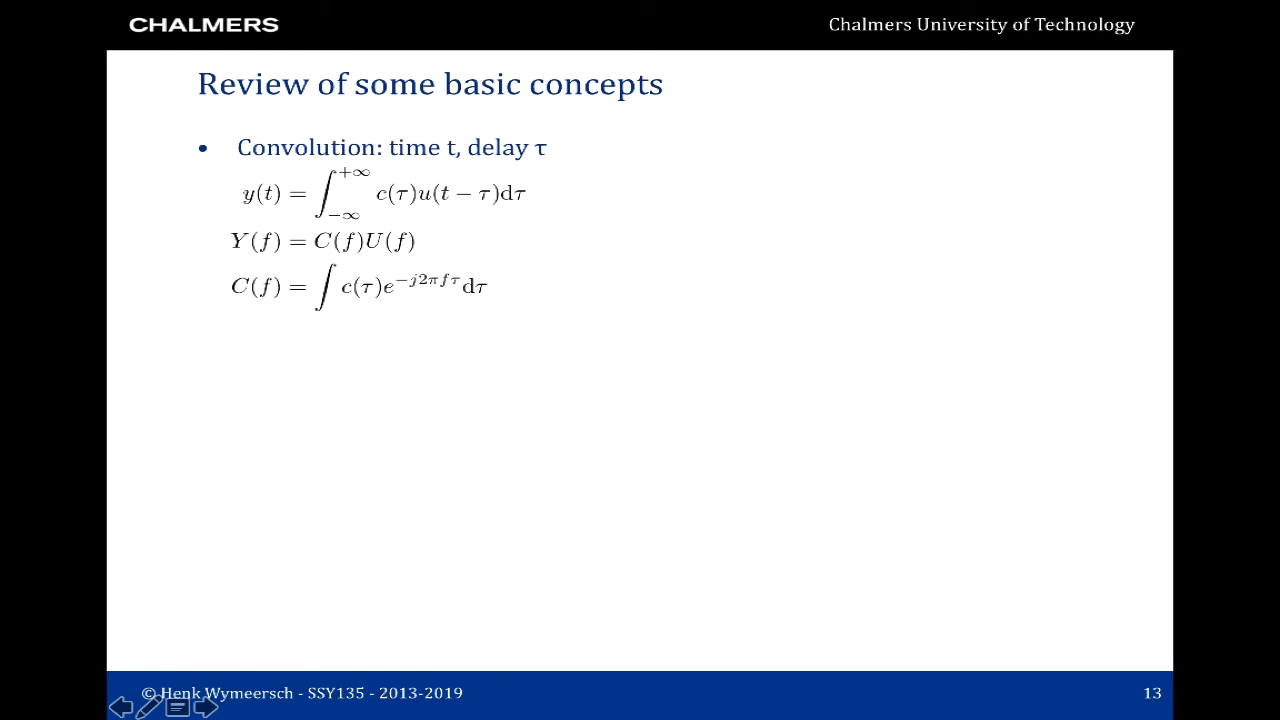 CHALMERS
Chalmers University of Technology
Review of some basic concepts
• Convolution: time t, delay τ
y(t) = ∫_{−∞}^{+∞} c(τ)u(t − τ)dτ
Y(f) = C(f)U(f)
C(f) = ∫ c(τ)e^{−j2πfτ}dτ
© Henk Wymeersch - SSY135 - 2013-2019
13